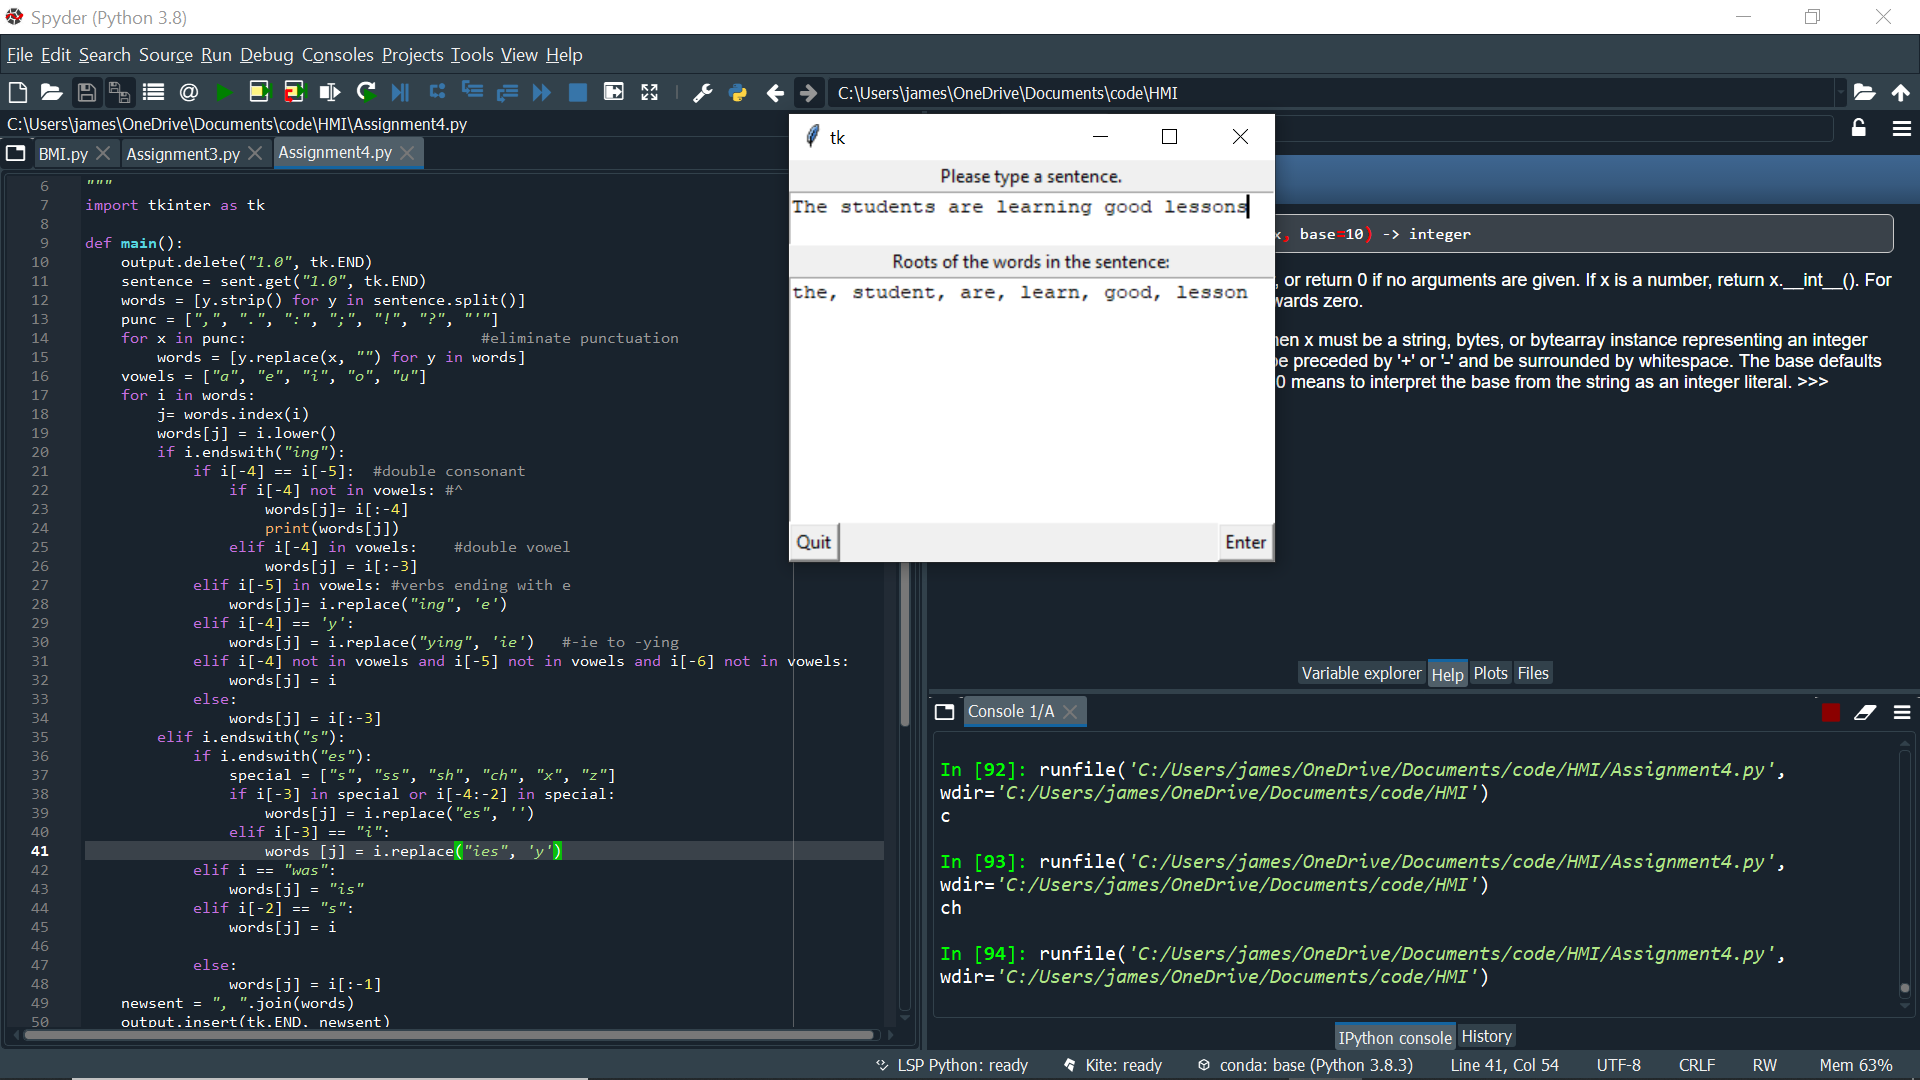 Spyder (Python 3.8)
File Edit Search Source Run Debug Consoles Projects Tools View Help
C:\Users\james\OneDrive\Documents\code\HMI
C:\Users\james\OneDrive\Documents\code\HMI\Assignment4.py
BMI.py Assignment3.py Assignment4.py
6 """
7 import tkinter as tk
8
9 def main():
10 output.delete("1.0", tk.END)
11 sentence = sent.get("1.0", tk.END)
12 words = [y.strip() for y in sentence.split()]
13 punc = [",", ".", ":", ";", "!", "?", "'"]
14 for x in punc: #eliminate punctuation
15 words = [y.replace(x, "") for y in words]
16 vowels = ["a", "e", "i", "o", "u"]
17 for i in words:
18 j= words.index(i)
19 words[j] = i.lower()
20 if i.endswith("ing"):
21 if i[-4] == i[-5]: #double consonant
22 if i[-4] not in vowels: #^
23 words[j]= i[:-4]
24 print(words[j])
25 elif i[-4] in vowels: #double vowel
26 words[j] = i[:-3]
27 elif i[-5] in vowels: #verbs ending with e
28 words[j]= i.replace("ing", 'e')
29 elif i[-4] == 'y':
30 words[j] = i.replace("ying", 'ie') #-ie to -ying
31 elif i[-4] not in vowels and i[-5] not in vowels and i[-6] not in vowels:
32 words[j] = i
33 else:
34 words[j] = i[:-3]
35 elif i.endswith("s"):
36 if i.endswith("es"):
37 special = ["s", "ss", "sh", "ch", "x", "z"]
38 if i[-3] in special or i[-4:-2] in special:
39 words[j] = i.replace("es", '')
40 elif i[-3] == "i":
41 words [j] = i.replace("ies", 'y')
42 elif i == "was":
43 words[j] = "is"
44 elif i[-2] == "s":
45 words[j] = i
46
47 else:
48 words[j] = i[:-1]
49 newsent = ", ".join(words)
50 output.insert(tk.END, newsent)
tk
Please type a sentence.
The students are learning good lessons
Roots of the words in the sentence:
the, student, are, learn, good, lesson
Quit Enter
x, base=10) -> integer
, or return 0 if no arguments are given. If x is a number, return x.__int__(). For
wards zero.
en x must be a string, bytes, or bytearray instance representing an integer
e preceded by '+' or '-' and be surrounded by whitespace. The base defaults
0 means to interpret the base from the string as an integer literal. >>>
Variable explorer Help Plots Files
Console 1/A
In [92]: runfile('C:/Users/james/OneDrive/Documents/code/HMI/Assignment4.py',
wdir='C:/Users/james/OneDrive/Documents/code/HMI')
c
In [93]: runfile('C:/Users/james/OneDrive/Documents/code/HMI/Assignment4.py',
wdir='C:/Users/james/OneDrive/Documents/code/HMI')
ch
In [94]: runfile('C:/Users/james/OneDrive/Documents/code/HMI/Assignment4.py',
wdir='C:/Users/james/OneDrive/Documents/code/HMI')
IPython console History
LSP Python: ready Kite: ready conda: base (Python 3.8.3) Line 41, Col 54 UTF-8 CRLF RW Mem 63%